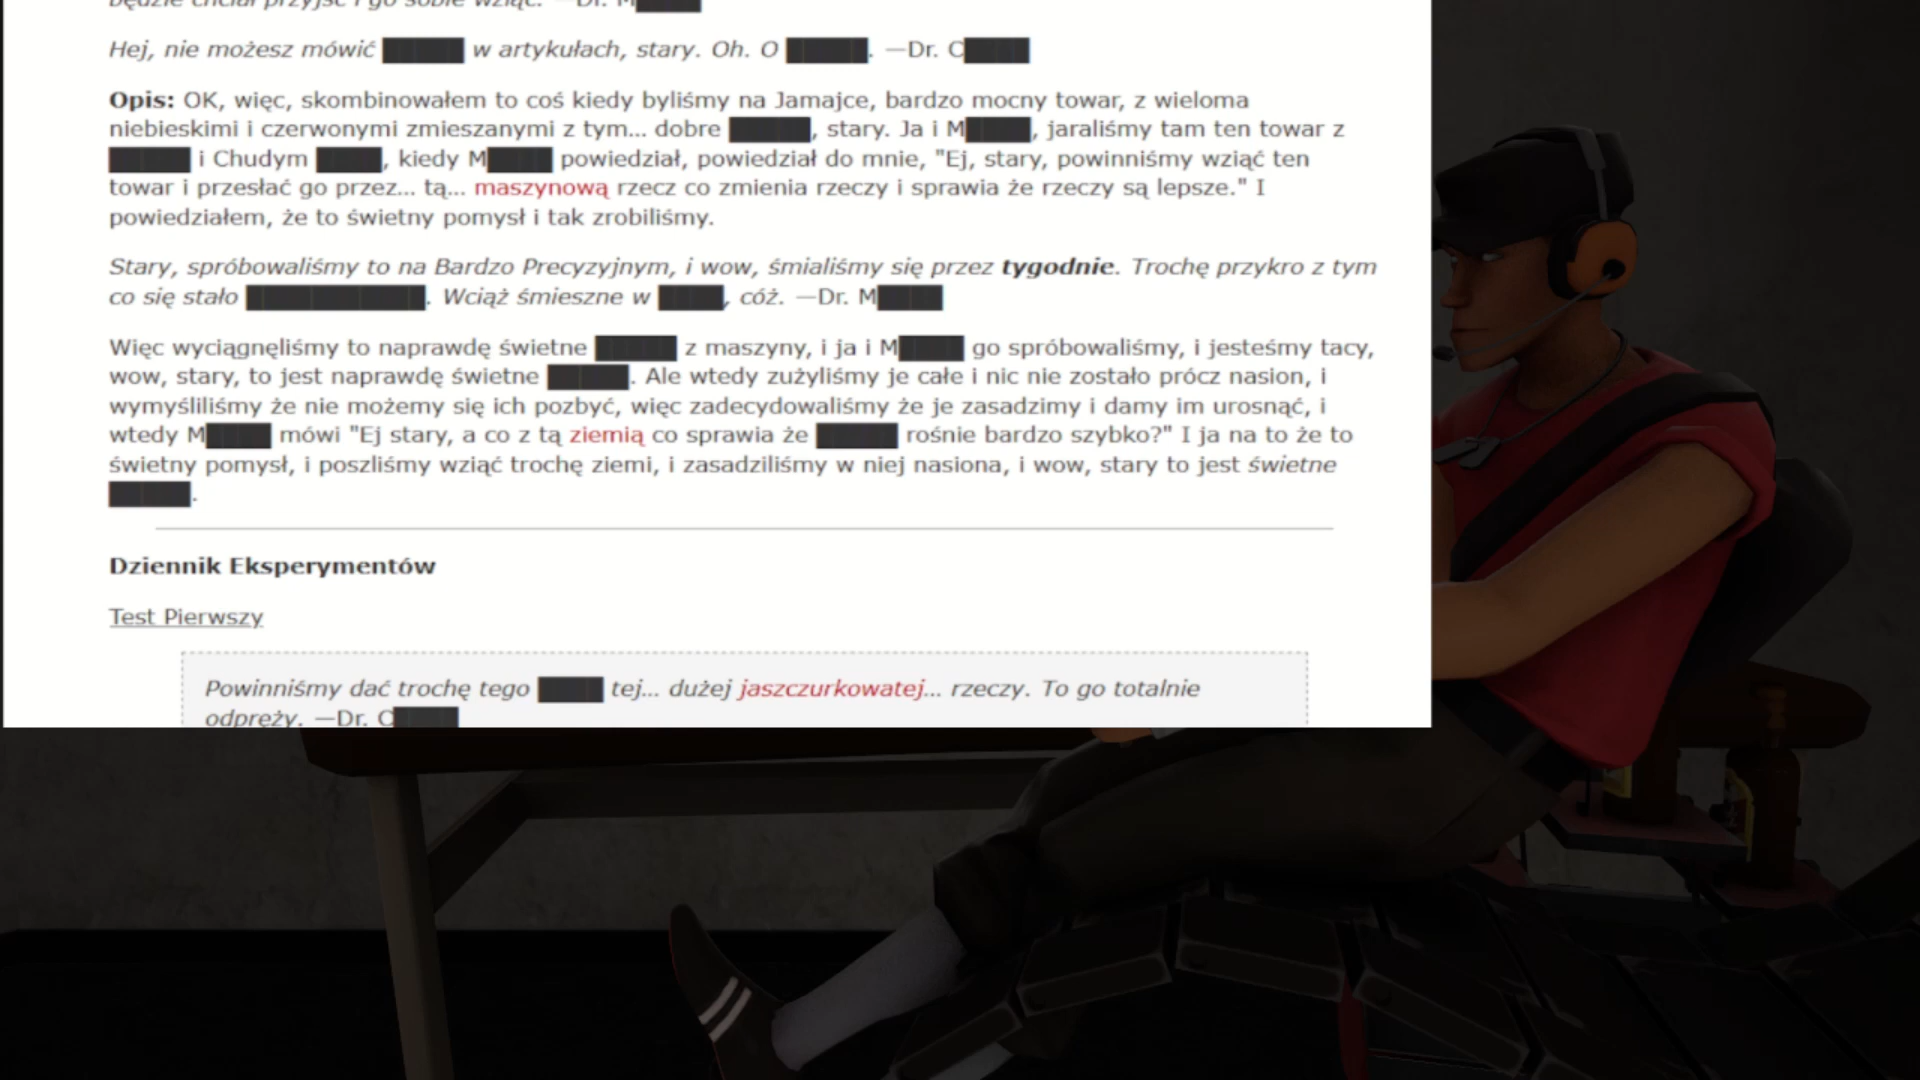 będzie chciał przyjść i go sobie wziąć. —Dr. M████
Hej, nie możesz mówić █████ w artykułach, stary. Oh. O █████. —Dr. C████
Opis: OK, więc, skombinowałem to coś kiedy byliśmy na Jamajce, bardzo mocny towar, z wieloma
niebieskimi i czerwonymi zmieszanymi z tym... dobre █████, stary. Ja i M████, jaraliśmy tam ten towar z
█████ i Chudym ████, kiedy M████ powiedział, powiedział do mnie, "Ej, stary, powinniśmy wziąć ten
towar i przesłać go przez... tą... maszynową rzecz co zmienia rzeczy i sprawia że rzeczy są lepsze." I
powiedziałem, że to świetny pomysł i tak zrobiliśmy.
Stary, spróbowaliśmy to na Bardzo Precyzyjnym, i wow, śmialiśmy się przez tygodnie. Trochę przykro z tym
co się stało ███████████. Wciąż śmieszne w ████, cóż. —Dr. M████
Więc wyciągnęliśmy to naprawdę świetne █████ z maszyny, i ja i M████ go spróbowaliśmy, i jesteśmy tacy,
wow, stary, to jest naprawdę świetne █████. Ale wtedy zużyliśmy je całe i nic nie zostało prócz nasion, i
wymyśliliśmy że nie możemy się ich pozbyć, więc zadecydowaliśmy że je zasadzimy i damy im urosnąć, i
wtedy M████ mówi "Ej stary, a co z tą ziemią co sprawia że █████ rośnie bardzo szybko?" I ja na to że to
świetny pomysł, i poszliśmy wziąć trochę ziemi, i zasadziliśmy w niej nasiona, i wow, stary to jest świetne
█████.
Dziennik Eksperymentów
Test Pierwszy
Powinniśmy dać trochę tego ████ tej... dużej jaszczurkowatej... rzeczy. To go totalnie
odpręży. —Dr. C████